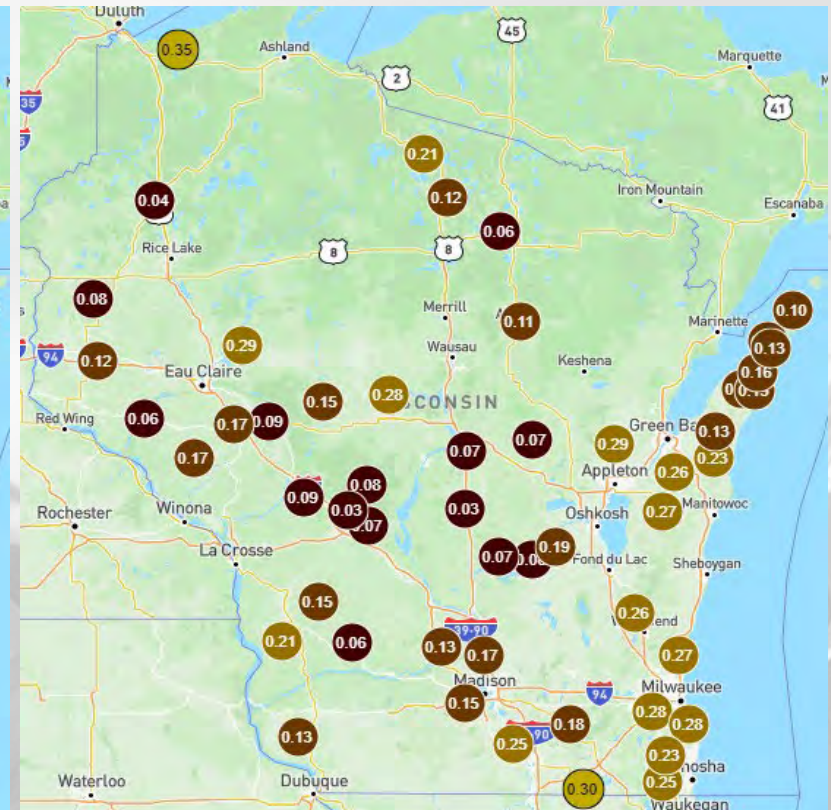 Duluth
0.35
Ashland
45
Marquette
2
41
35
0.21
Iron Mountain
0.12
0.04
Escanaba
0.06
Rice Lake
8
8
0.08
Merrill
0.10
Marinette
0.11
0.29
Wausau
0.13
94
0.12
Keshena
Eau Claire
0.16
0.28
0.15
CONSIN
0.06
0.17
0.09
Red Wing
0.13
Green Ba
0.07
0.07
0.29
0.17
0.23
Appleton
0.26
0.08
0.09
Manitowoc
Winona
0.03
0.03
0.27
Rochester
0.07
Oshkosh
La Crosse
0.19
0.07
Fond du Lac
Sheboygan
0.15
0.26
39-90
end
0.21
0.06
0.13
0.17
0.27
Madison
94
Milwaukee
0.15
0.28
0.18
0.28
0.13
90
0.25
0.23
nosha
Waterloo
Dubuque
0.30
0.25
Waukegan